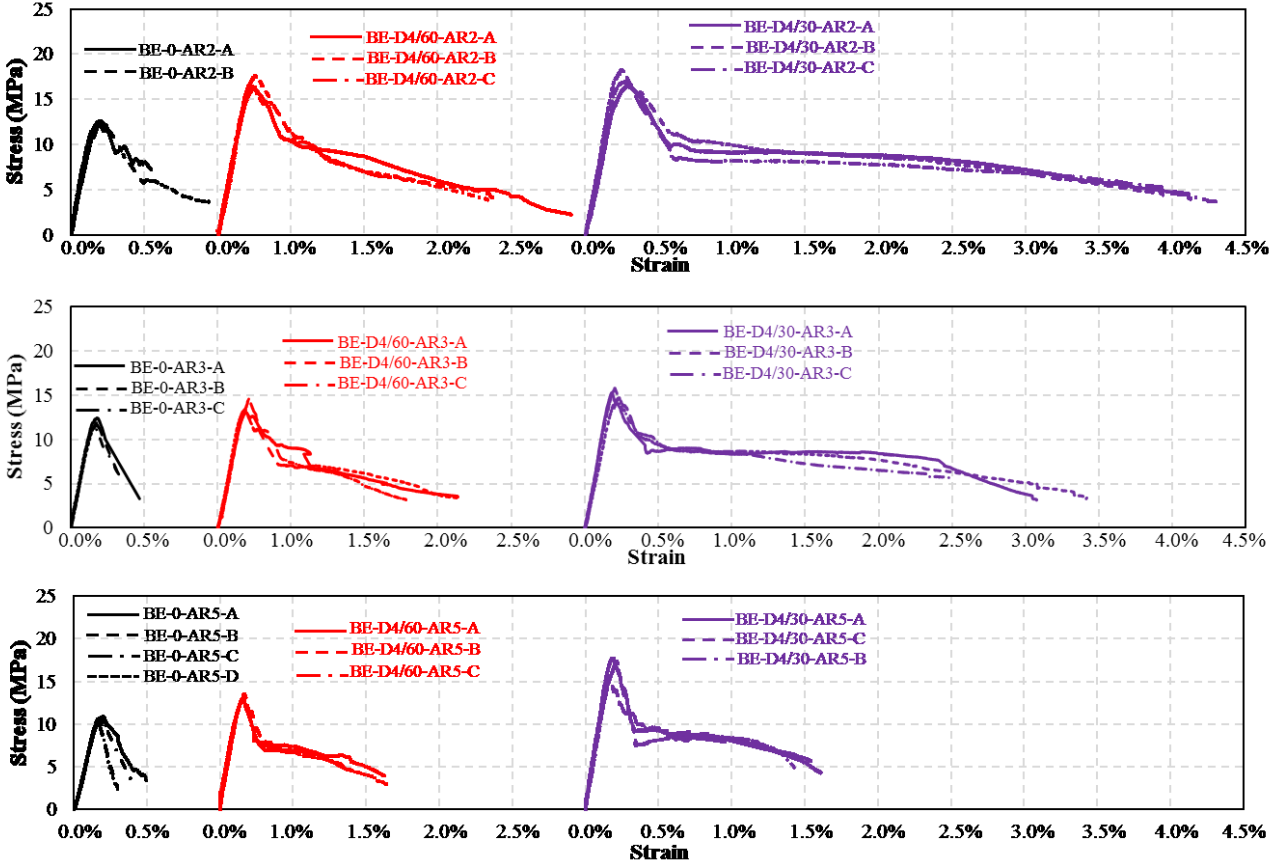 25
20
15
10
5
0
Stress (MPa)
BE-0-AR2-A
BE-0-AR2-B
BE-D4/60-AR2-A
BE-D4/60-AR2-B
BE-D4/60-AR2-C
BE-D4/30-AR2-A
BE-D4/30-AR2-B
BE-D4/30-AR2-C
0.0% 0.5% 0.0% 1.0% 1.5% 2.0% 2.5% 0.0% 0.5% 1.0% 1.5% 2.0% 2.5% 3.0% 3.5% 4.0% 4.5%
Strain
25
20
15
10
5
0
Stress (MPa)
BE-0-AR3-A
BE-0-AR3-B
BE-0-AR3-C
BE-D4/60-AR3-A
BE-D4/60-AR3-B
BE-D4/60-AR3-C
BE-D4/30-AR3-A
BE-D4/30-AR3-B
BE-D4/30-AR3-C
0.0% 0.5% 0.0% 1.0% 1.5% 2.0% 0.0% 0.5% 1.0% 1.5% 2.0% 2.5% 3.0% 3.5% 4.0% 4.5%
Strain
25
20
15
10
5
0
Stress (MPa)
BE-0-AR5-A
BE-0-AR5-B
BE-0-AR5-C
BE-0-AR5-D
BE-D4/60-AR5-A
BE-D4/60-AR5-B
BE-D4/60-AR5-C
BE-D4/30-AR5-A
BE-D4/30-AR5-C
BE-D4/30-AR5-B
0.0% 0.5% 0.0% 1.0% 1.5% 2.0% 0.0% 0.5% 1.0% 1.5% 2.0% 2.5% 3.0% 3.5% 4.0% 4.5%
Strain